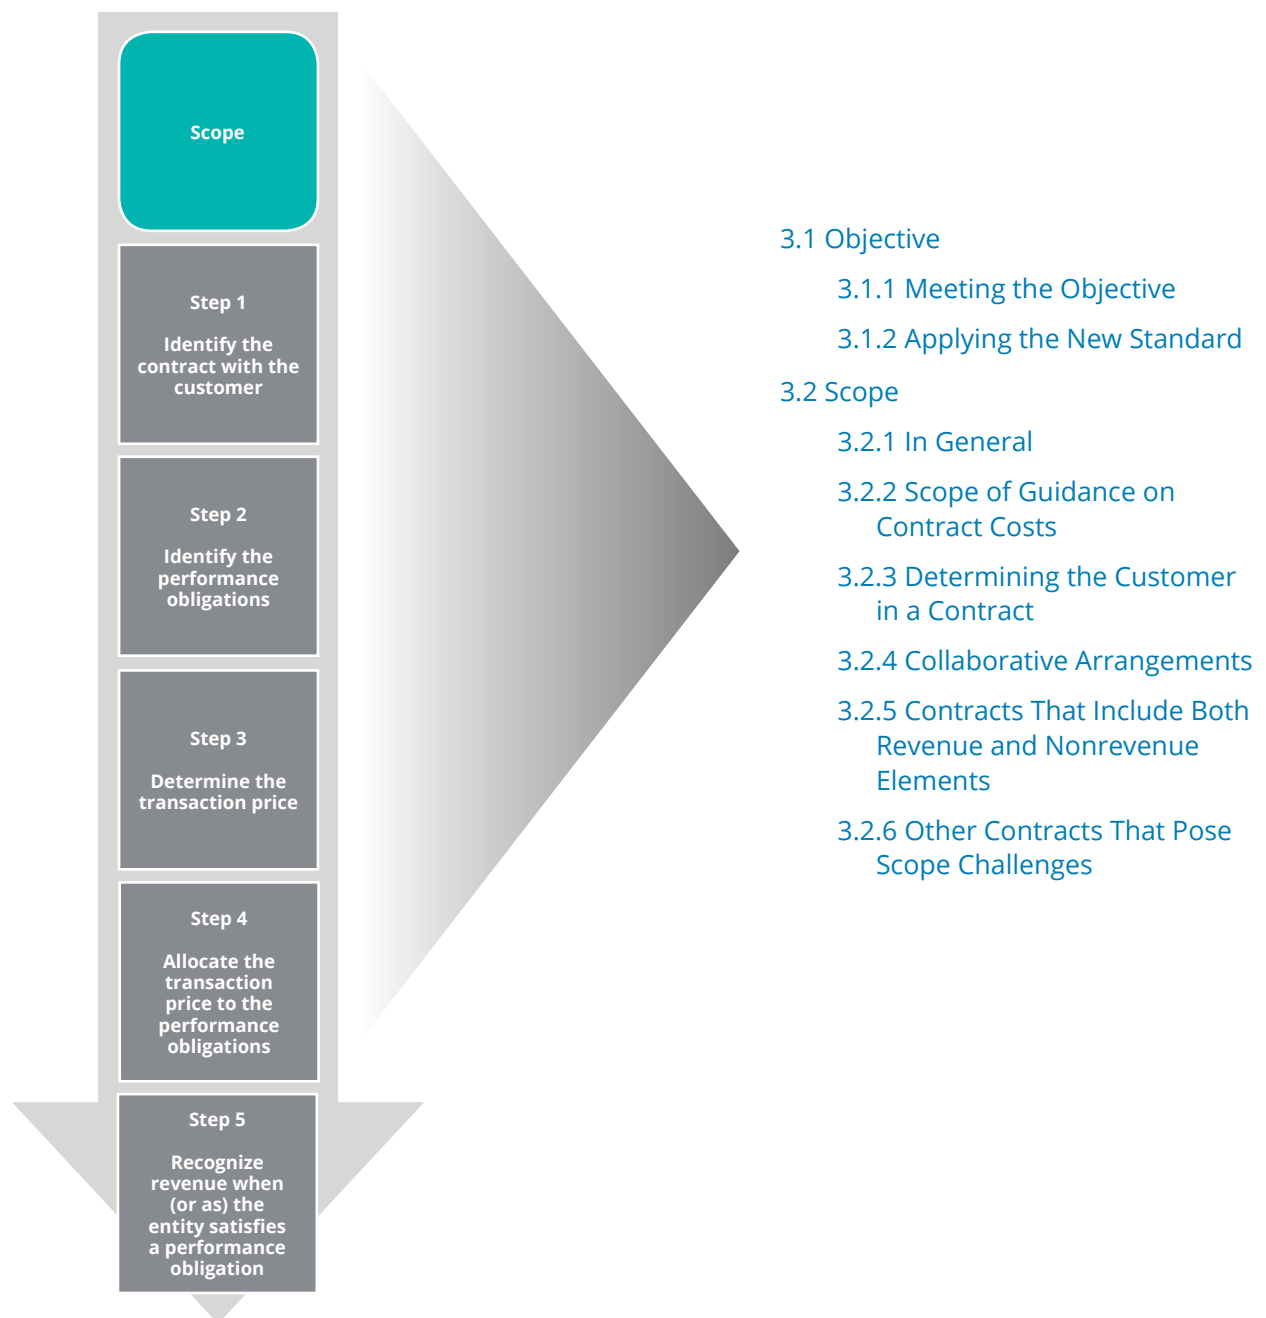 Scope
Step 1
Identify the
contract with the
customer
Step 2
Identify the
performance
obligations
Step 3
Determine the
transaction price
Step 4
Allocate the
transaction
price to the
performance
obligations
Step 5
Recognize
revenue when
(or as) the
entity satisfies
a performance
obligation
3.1 Objective
3.1.1 Meeting the Objective
3.1.2 Applying the New Standard
3.2 Scope
3.2.1 In General
3.2.2 Scope of Guidance on
Contract Costs
3.2.3 Determining the Customer
in a Contract
3.2.4 Collaborative Arrangements
3.2.5 Contracts That Include Both
Revenue and Nonrevenue
Elements
3.2.6 Other Contracts That Pose
Scope Challenges